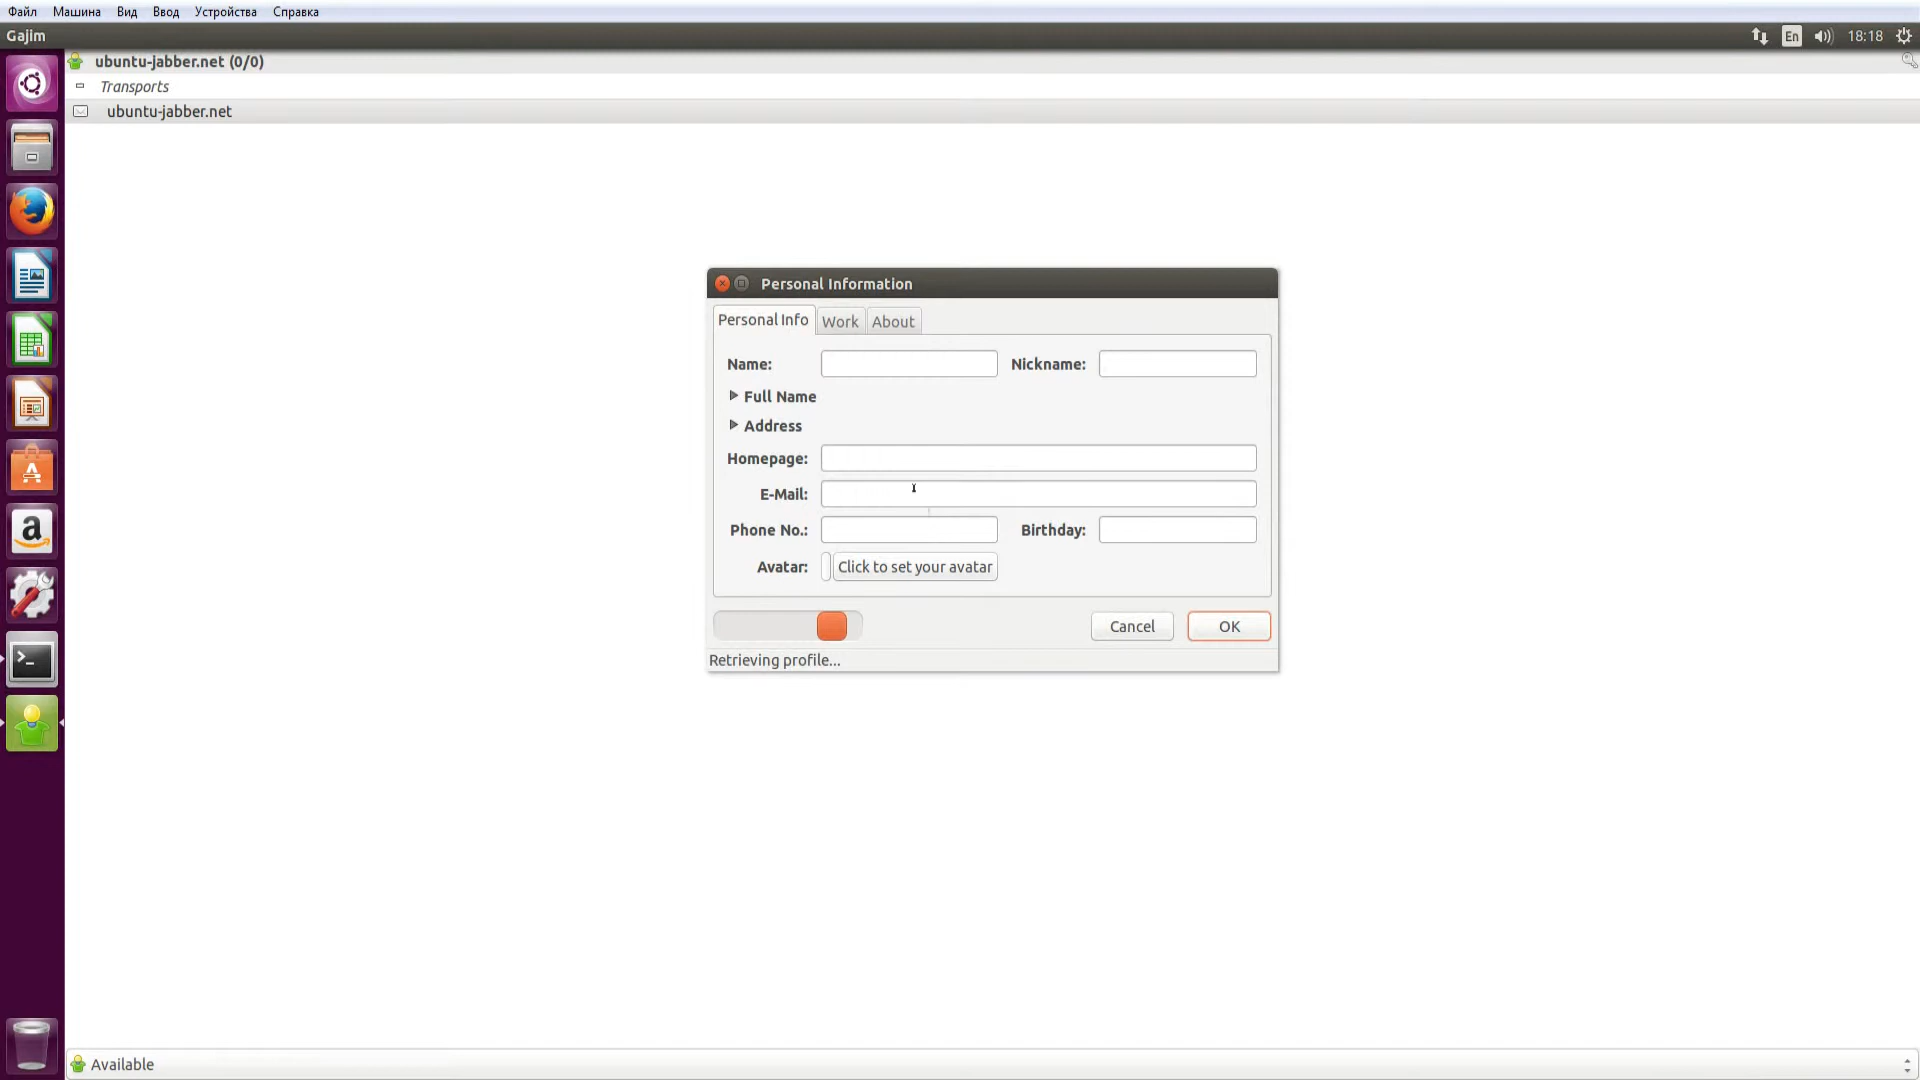 Файл Машина Вид Ввод Устройства Справка
Gajim En 18:18
ubuntu-jabber.net (0/0)
Transports
ubuntu-jabber.net
Personal Information
Personal Info Work About
Name: Nickname:
Full Name
Address
Homepage:
E-Mail:
Phone No.: Birthday:
Avatar: Click to set your avatar
Cancel OK
Retrieving profile...
Available